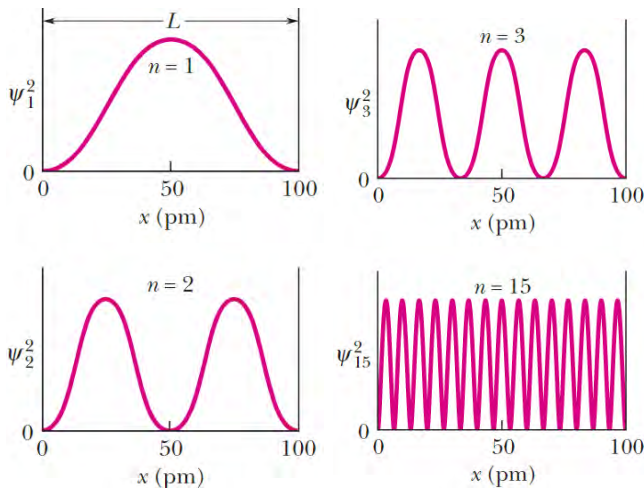 L
n = 1
ψ₁²
0
0 50 100
x (pm)
n = 3
ψ₃²
0
0 50 100
x (pm)
n = 2
ψ₂²
0
0 50 100
x (pm)
n = 15
ψ₁₅²
0
0 50 100
x (pm)